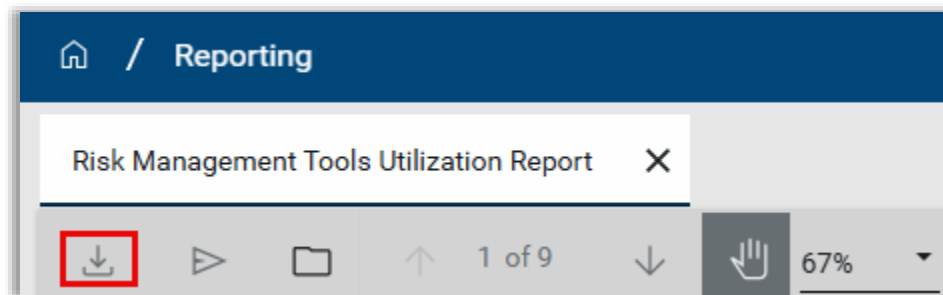 / Reporting
Risk Management Tools Utilization Report
1 of 9 67%